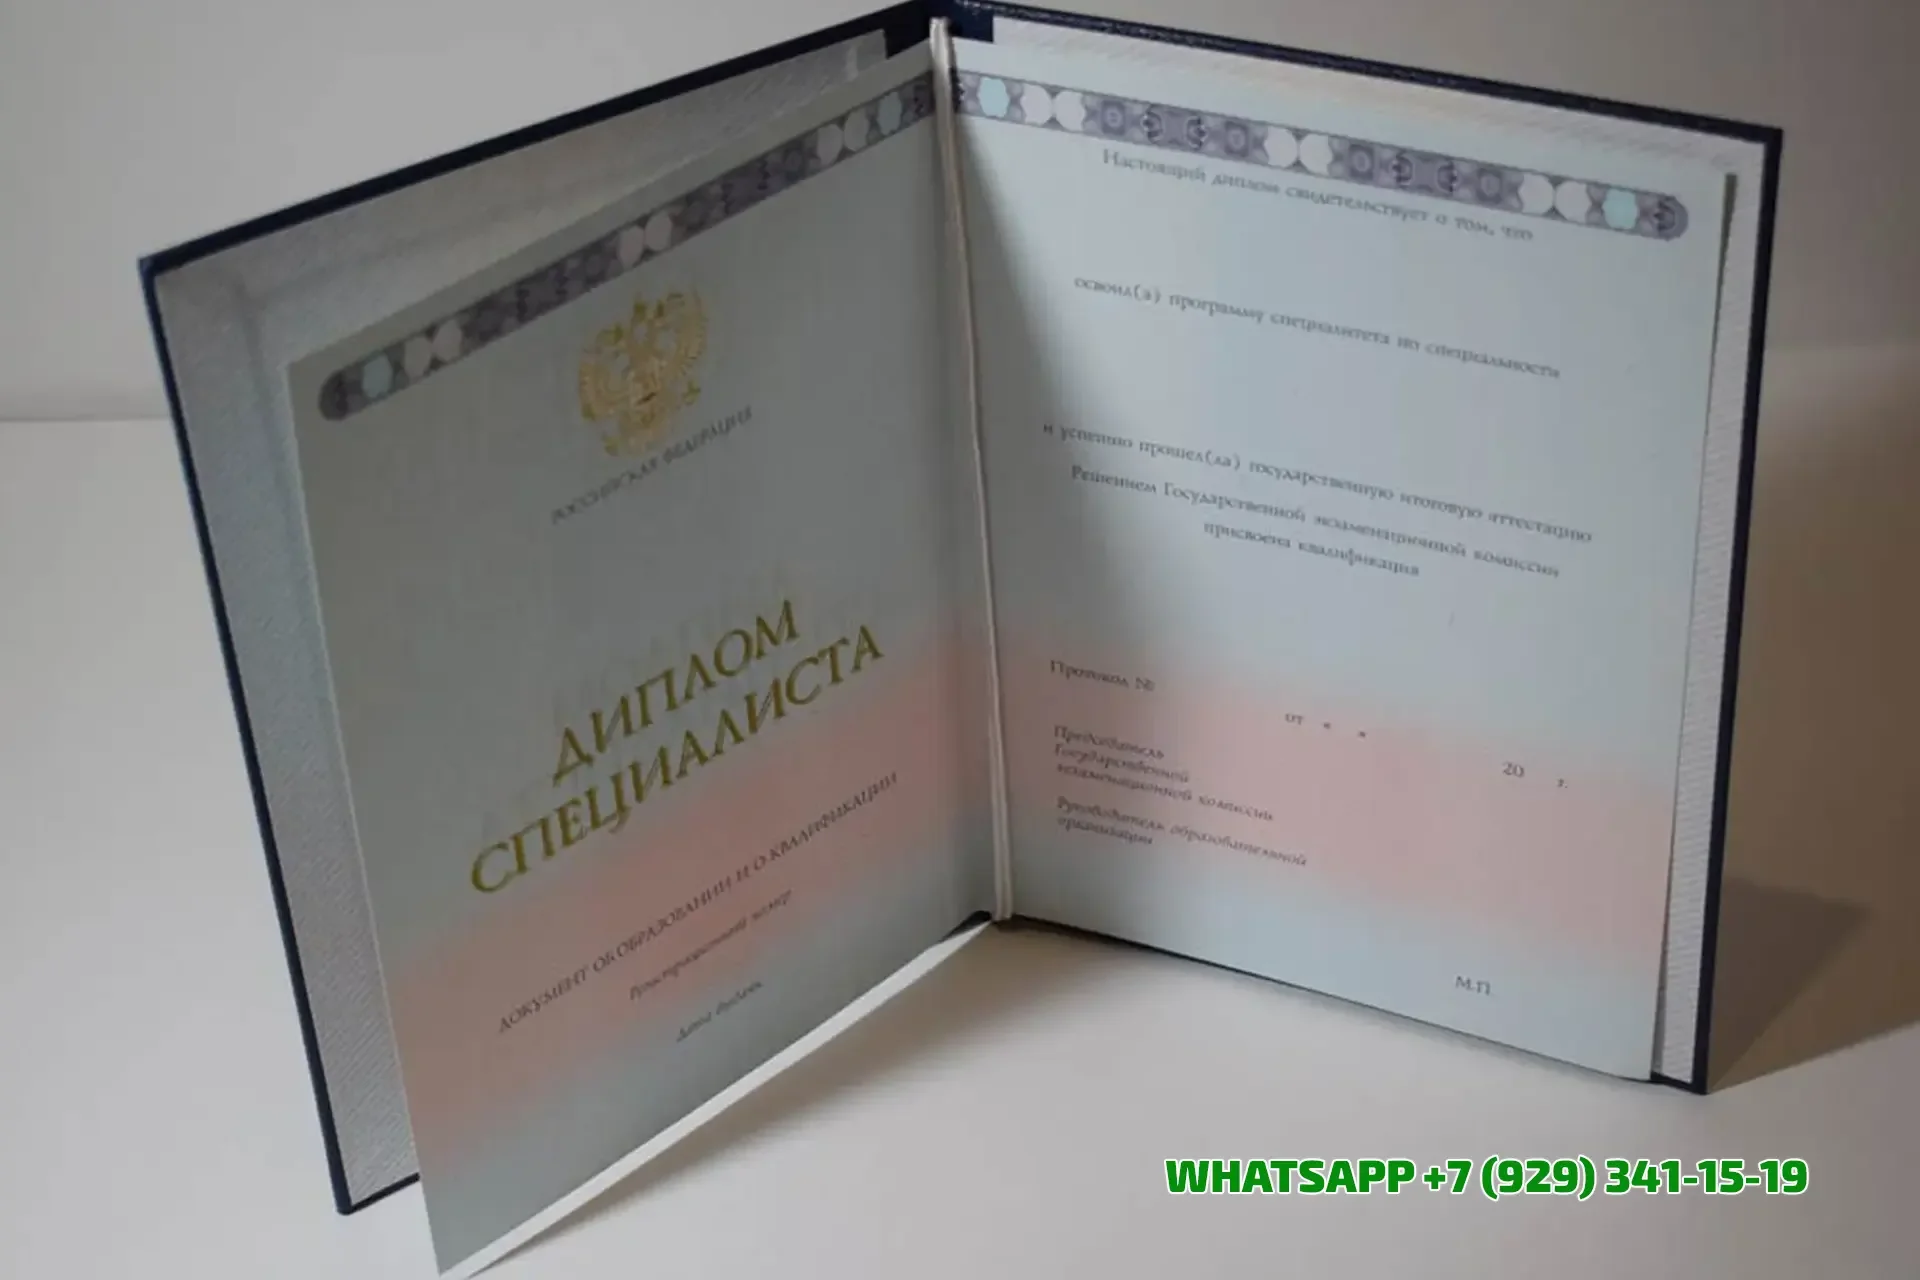 РОССИЙСКАЯ ФЕДЕРАЦИЯ
ДИПЛОМ
СПЕЦИАЛИСТА
ДОКУМЕНТ ОБ ОБРАЗОВАНИИ И О КВАЛИФИКАЦИИ
Регистрационный номер
Дата выдачи
Настоящий диплом свидетельствует о том, что
освоил(а) программу специалитета по специальности
и успешно прошел(ла) государственную итоговую аттестацию
Решением Государственной экзаменационной комиссии
присвоена квалификация
Протокол №
от « »
20 г.
Председатель
Государственной
экзаменационной комиссии
Руководитель образовательной
организации
М.П.
WHATSAPP +7 (929) 341-15-19